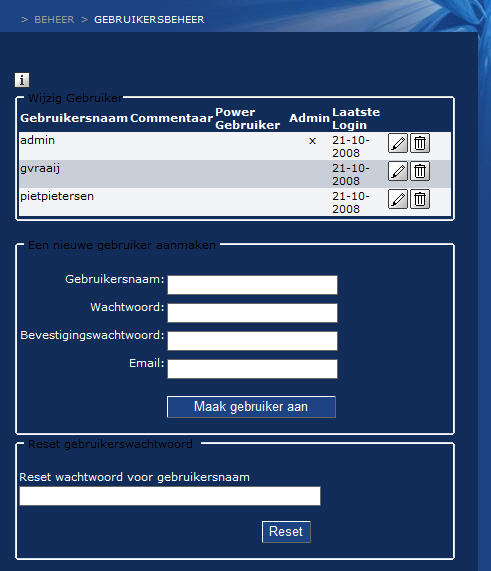 > BEHEER > GEBRUIKERSBEHEER
i
Wijzig Gebruiker
Gebruikersnaam Commentaar Power Gebruiker Admin Laatste Login
admin x 21-10-2008
gvraaij 21-10-2008
pietpietersen 21-10-2008
Een nieuwe gebruiker aanmaken
Gebruikersnaam:
Wachtwoord:
Bevestigingswachtwoord:
Email:
Maak gebruiker aan
Reset gebruikerswachtwoord
Reset wachtwoord voor gebruikersnaam
Reset